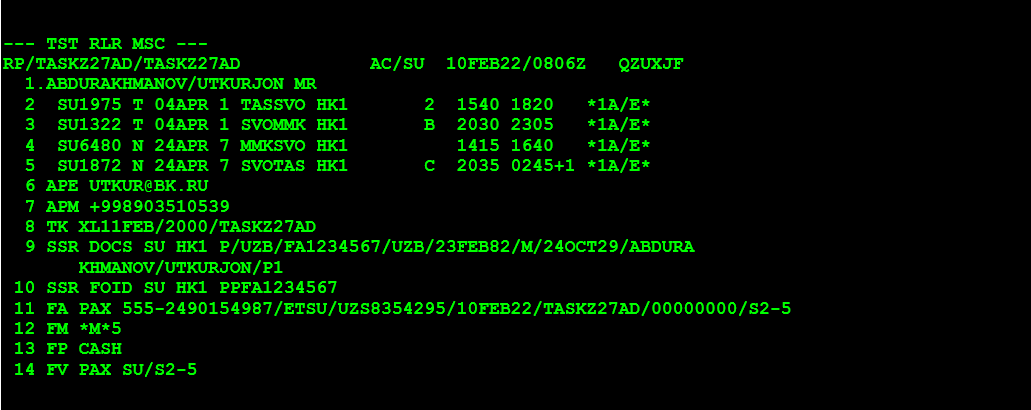 --- TST RLR MSC ---
RP/TASKZ27AD/TASKZ27AD            AC/SU  10FEB22/0806Z   QZUXJF
  1.ABDURAKHMANOV/UTKURJON MR
  2  SU1975 T 04APR 1 TASSVO HK1       2  1540 1820   *1A/E*
  3  SU1322 T 04APR 1 SVOMMK HK1       B  2030 2305   *1A/E*
  4  SU6480 N 24APR 7 MMKSVO HK1          1415 1640   *1A/E*
  5  SU1872 N 24APR 7 SVOTAS HK1       C  2035 0245+1 *1A/E*
  6 APE UTKUR@BK.RU
  7 APM +998903510539
  8 TK XL11FEB/2000/TASKZ27AD
  9 SSR DOCS SU HK1 P/UZB/FA1234567/UZB/23FEB82/M/24OCT29/ABDURA
       KHMANOV/UTKURJON/P1
 10 SSR FOID SU HK1 PPFA1234567
 11 FA PAX 555-2490154987/ETSU/UZS8354295/10FEB22/TASKZ27AD/00000000/S2-5
 12 FM *M*5
 13 FP CASH
 14 FV PAX SU/S2-5